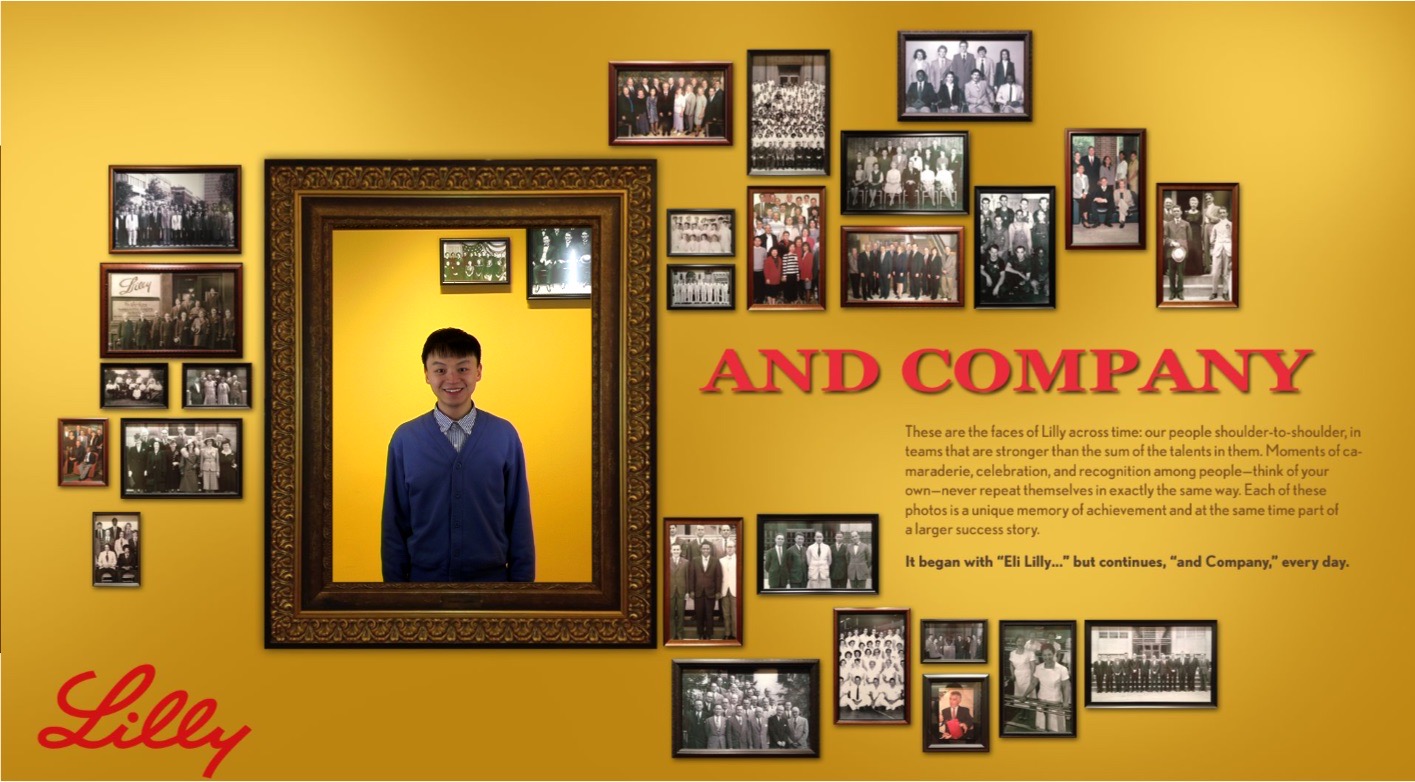 Lilly
AND COMPANY
These are the faces of Lilly across time: our people shoulder-to-shoulder, in
teams that are stronger than the sum of the talents in them. Moments of ca-
maraderie, celebration, and recognition among people—think of your
own—never repeat themselves in exactly the same way. Each of these
photos is a unique memory of achievement and at the same time part of
a larger success story.
It began with “Eli Lilly...” but continues, “and Company,” every day.
Lilly